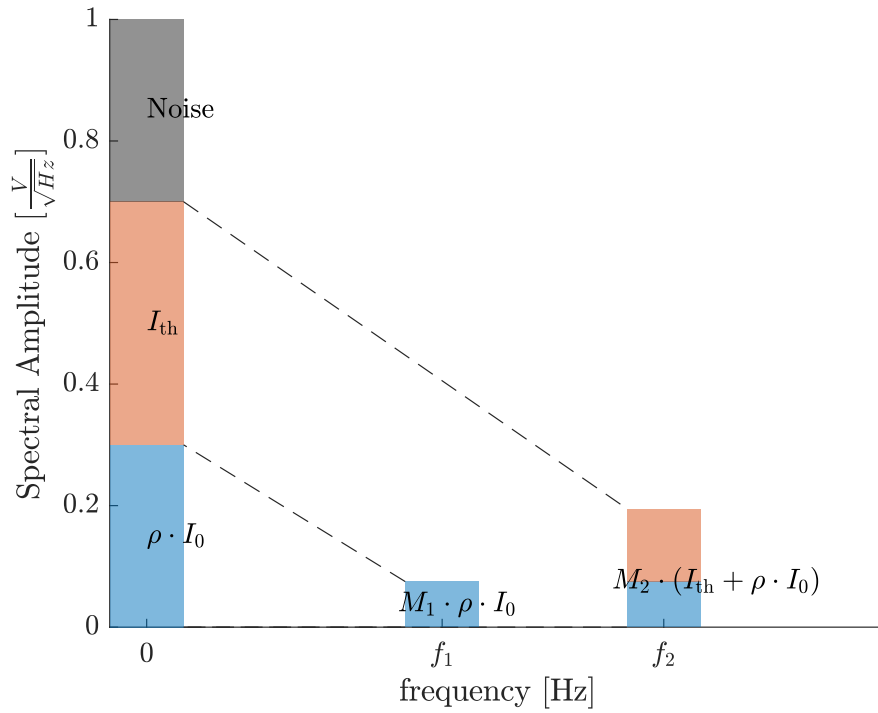 Spectral Amplitude [V/√Hz]
1
0.8
0.6
0.4
0.2
0
Noise
I_th
ρ · I_0
M_1 · ρ · I_0
M_2 · (I_th + ρ · I_0)
0 f_1 f_2
frequency [Hz]